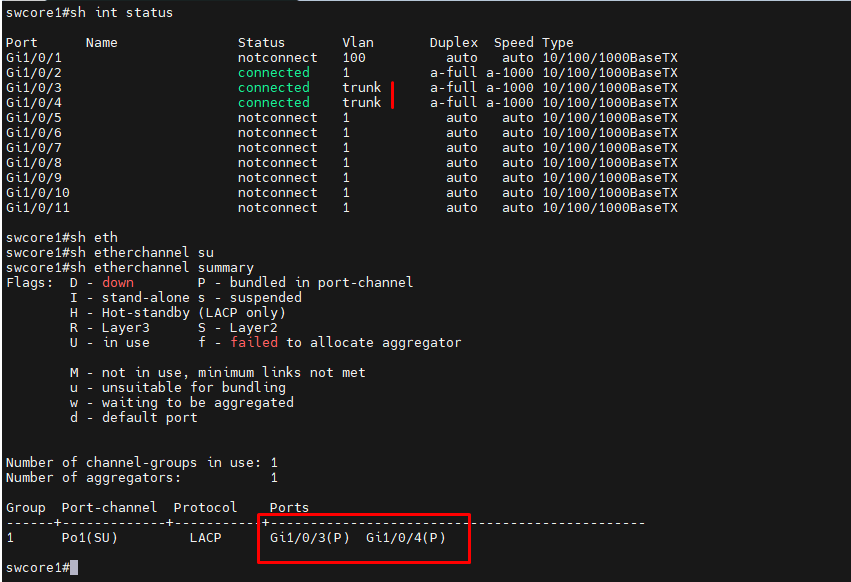 swcore1#sh int status
Port Name Status Vlan Duplex Speed Type
Gi1/0/1 notconnect 100 auto auto 10/100/1000BaseTX
Gi1/0/2 connected 1 a-full a-1000 10/100/1000BaseTX
Gi1/0/3 connected trunk a-full a-1000 10/100/1000BaseTX
Gi1/0/4 connected trunk a-full a-1000 10/100/1000BaseTX
Gi1/0/5 notconnect 1 auto auto 10/100/1000BaseTX
Gi1/0/6 notconnect 1 auto auto 10/100/1000BaseTX
Gi1/0/7 notconnect 1 auto auto 10/100/1000BaseTX
Gi1/0/8 notconnect 1 auto auto 10/100/1000BaseTX
Gi1/0/9 notconnect 1 auto auto 10/100/1000BaseTX
Gi1/0/10 notconnect 1 auto auto 10/100/1000BaseTX
Gi1/0/11 notconnect 1 auto auto 10/100/1000BaseTX
swcore1#sh eth
swcore1#sh etherchannel su
swcore1#sh etherchannel summary
Flags: D - down P - bundled in port-channel
I - stand-alone s - suspended
H - Hot-standby (LACP only)
R - Layer3 S - Layer2
U - in use f - failed to allocate aggregator
M - not in use, minimum links not met
u - unsuitable for bundling
w - waiting to be aggregated
d - default port
Number of channel-groups in use: 1
Number of aggregators: 1
Group Port-channel Protocol Ports
------+-------------+-----------+-----------------------------------------------
1 Po1(SU) LACP Gi1/0/3(P) Gi1/0/4(P)
swcore1#